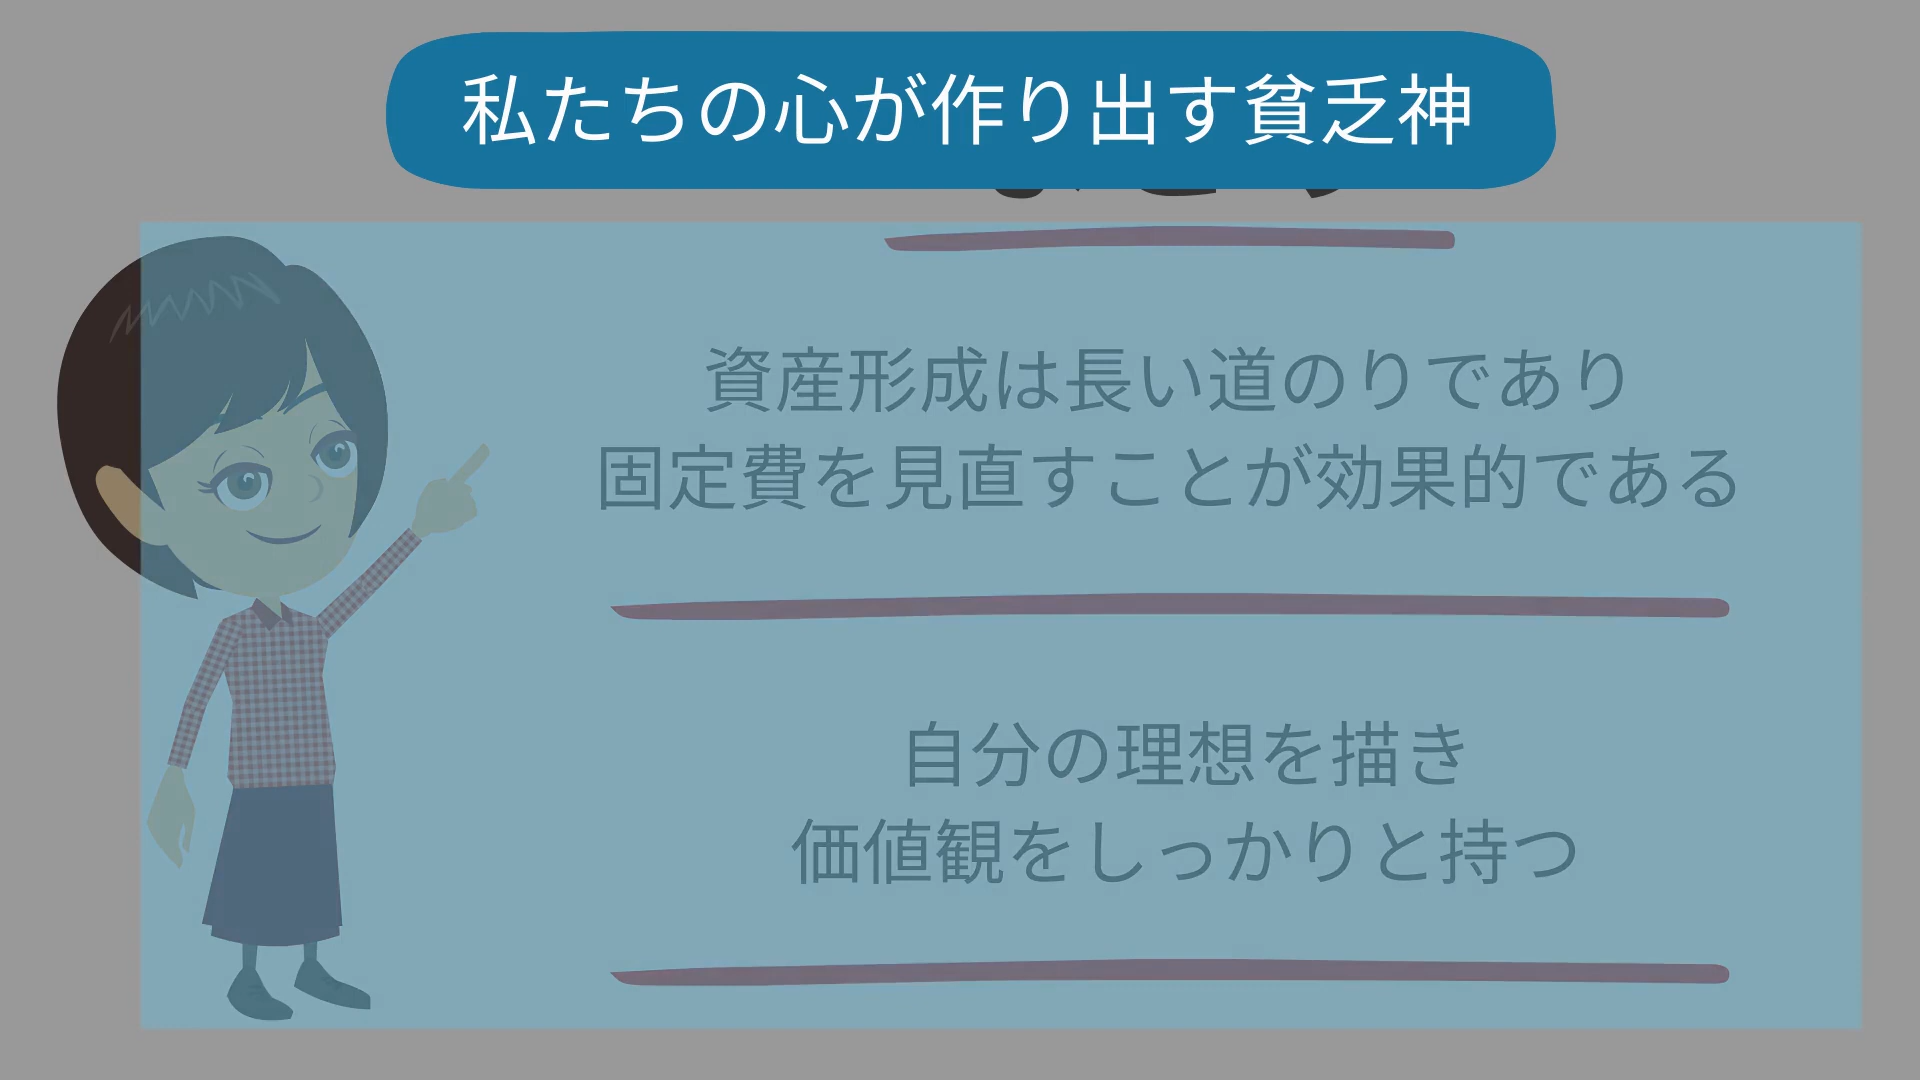 私たちの心が作り出す貧乏神
資産形成は長い道のりであり
固定費を見直すことが効果的である
自分の理想を描き
価値観をしっかりと持つ